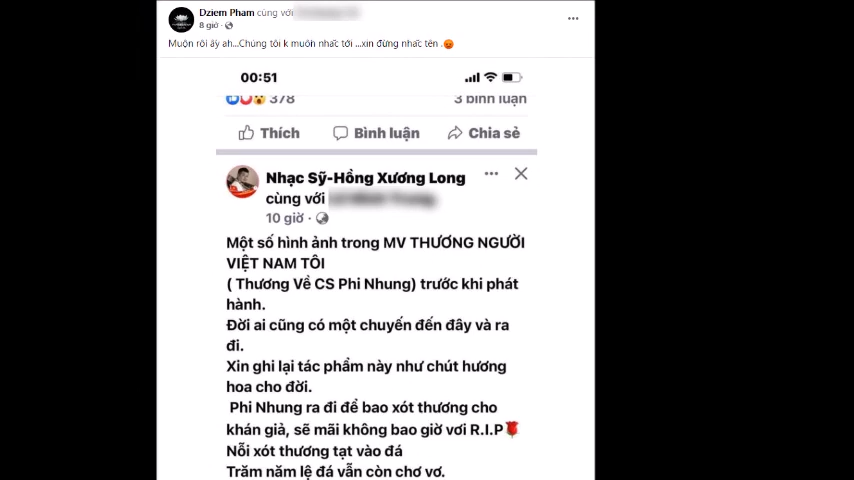 Dziem Pham cùng với
8 giờ ·
Muộn rồi ấy ah...Chúng tôi k muốn nhắc tới ...xin đừng nhắc tên .
00:51
378 3 bình luận
Thích Bình luận Chia sẻ
Nhạc Sỹ-Hồng Xương Long
cùng với
10 giờ ·
Một số hình ảnh trong MV THƯƠNG NGƯỜI
VIỆT NAM TÔI
( Thương Về CS Phi Nhung) trước khi phát
hành.
Đời ai cũng có một chuyến đến đây và ra
đi.
Xin ghi lại tác phẩm này như chút hương
hoa cho đời.
Phi Nhung ra đi để bao xót thương cho
khán giả, sẽ mãi không bao giờ vơi R.I.P
Nỗi xót thương tạt vào đá
Trăm năm lệ đá vẫn còn chơ vơ.